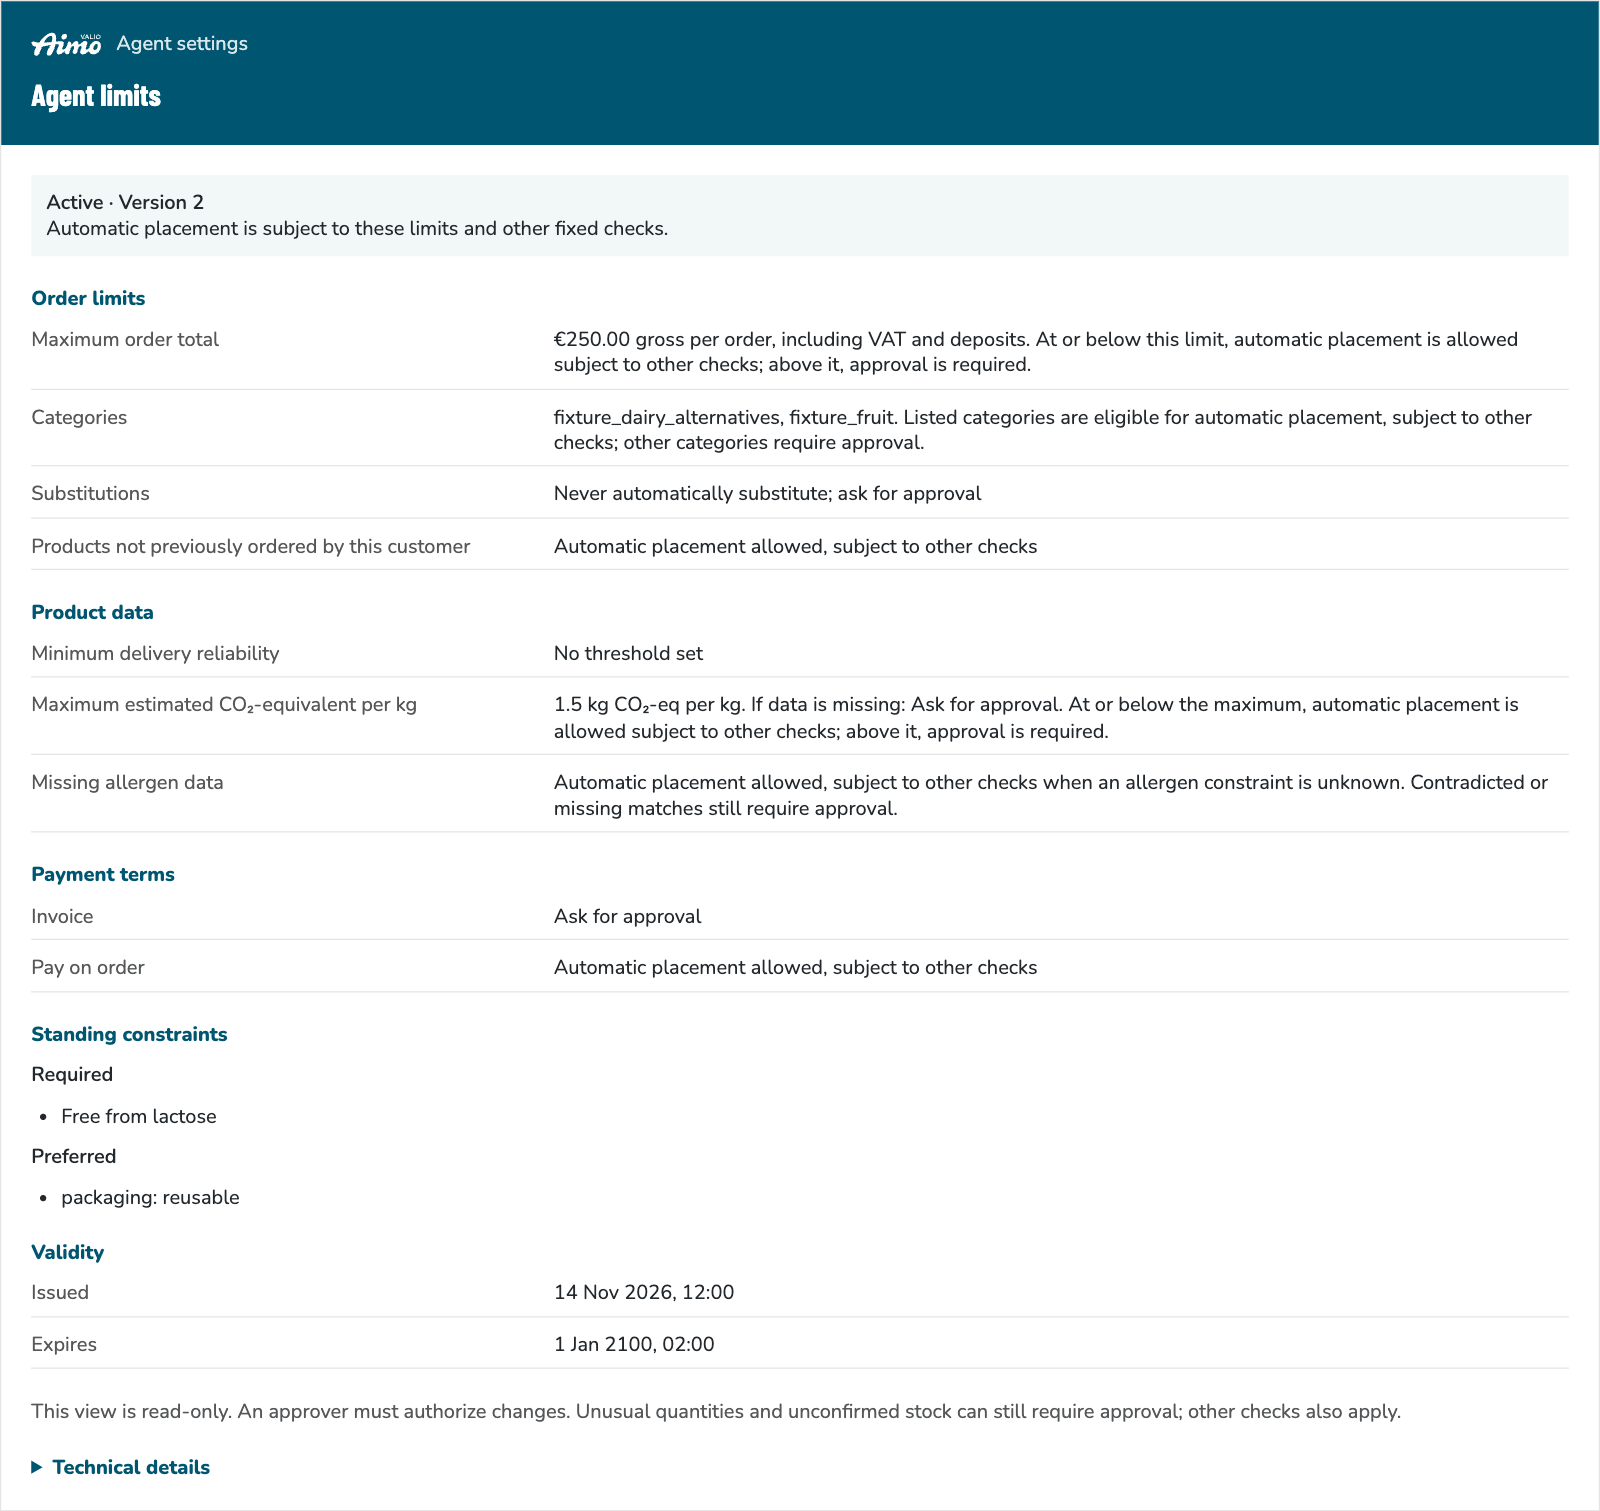 Aimo VALIO Agent settings
Agent limits
Active · Version 2
Automatic placement is subject to these limits and other fixed checks.
Order limits
Maximum order total
€250.00 gross per order, including VAT and deposits. At or below this limit, automatic placement is allowed
subject to other checks; above it, approval is required.
Categories
fixture_dairy_alternatives, fixture_fruit. Listed categories are eligible for automatic placement, subject to other
checks; other categories require approval.
Substitutions
Never automatically substitute; ask for approval
Products not previously ordered by this customer
Automatic placement allowed, subject to other checks
Product data
Minimum delivery reliability
No threshold set
Maximum estimated CO₂-equivalent per kg
1.5 kg CO₂-eq per kg. If data is missing: Ask for approval. At or below the maximum, automatic placement is
allowed subject to other checks; above it, approval is required.
Missing allergen data
Automatic placement allowed, subject to other checks when an allergen constraint is unknown. Contradicted or
missing matches still require approval.
Payment terms
Invoice
Ask for approval
Pay on order
Automatic placement allowed, subject to other checks
Standing constraints
Required
• Free from lactose
Preferred
• packaging: reusable
Validity
Issued
14 Nov 2026, 12:00
Expires
1 Jan 2100, 02:00
This view is read-only. An approver must authorize changes. Unusual quantities and unconfirmed stock can still require approval; other checks also apply.
Technical details